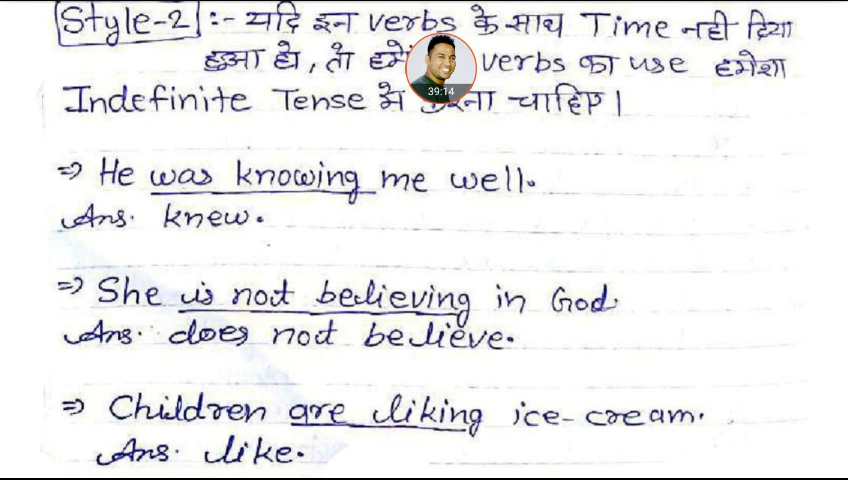 Style-2 :- यदि इन verbs के साथ Time नही दिया
हुआ हो, तो verbs का use हमेशा
Indefinite Tense में चाहिए।
39:14
=> He was knowing me well.
Ans. knew.
=> She is not believing in God
Ans. does not believe.
=> Children are liking ice-cream.
Ans. like.